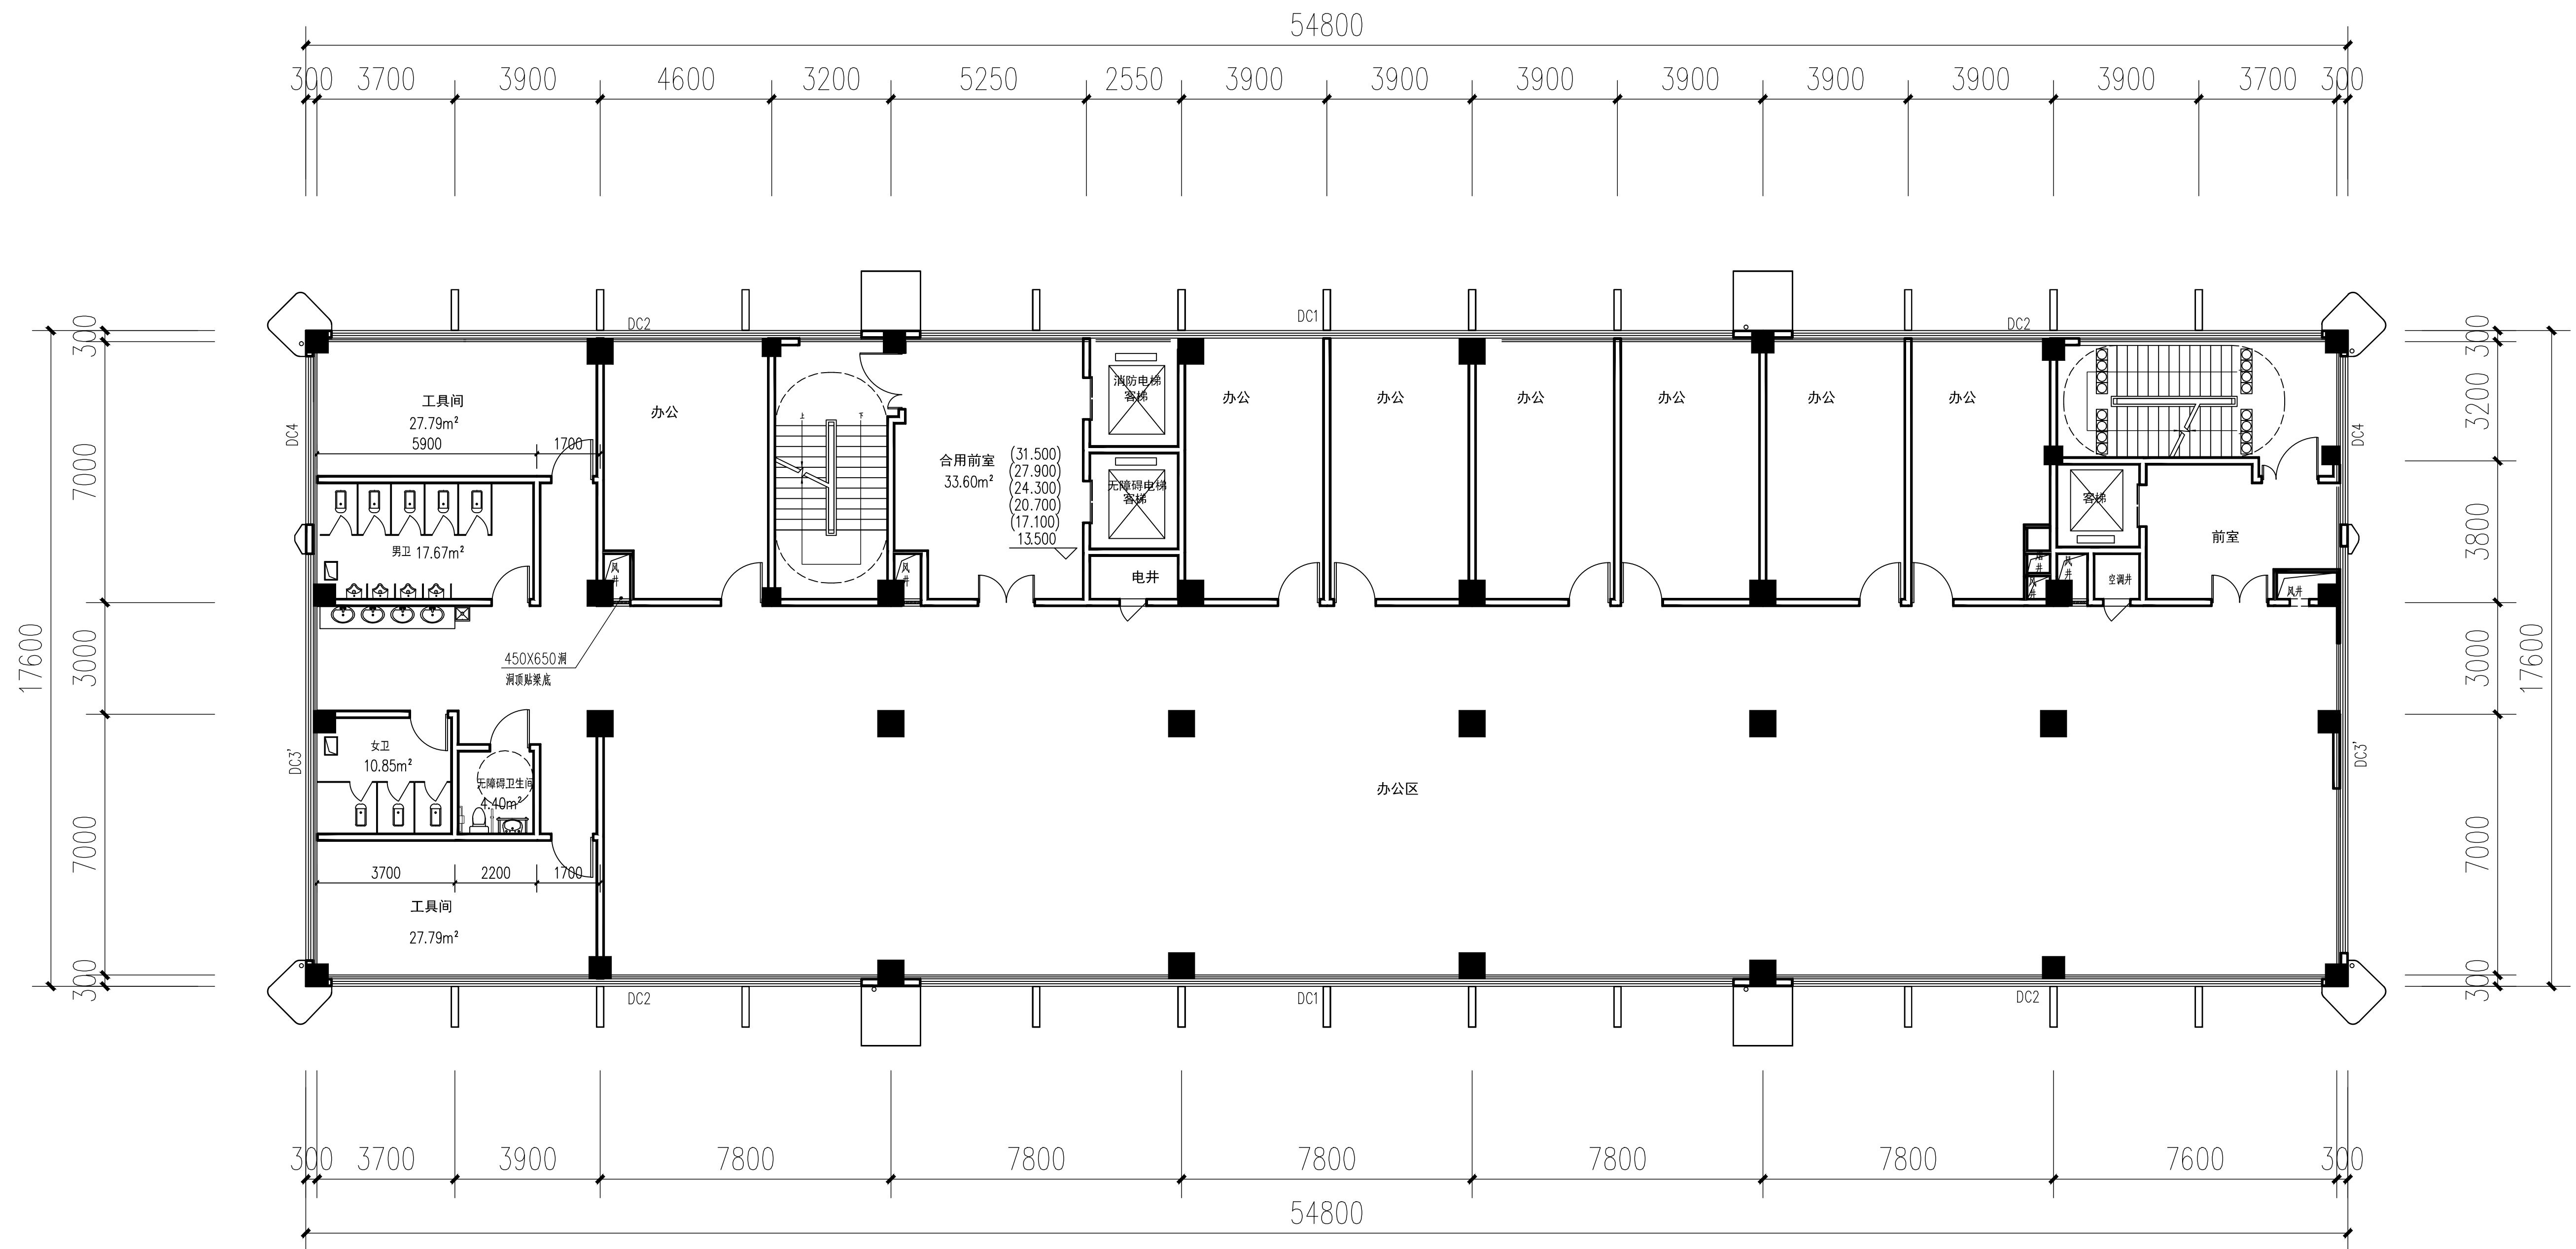 54800
300 3700 3900 4600 3200 5250 2550 3900 3900 3900 3900 3900 3900 3900 3700 300
DC2 DC1 DC2
300 300
工具间
27.79m²
5900 1700
办公
上 下
消防电梯
客梯
办公 办公 办公 办公 办公 办公
DC4 DC4
7000 3200
合用前室
33.60m²
(31.500)
(27.900)
(24.300)
(20.700)
(17.100)
13.500
无障碍电梯
客梯
客梯
前室
3800
男卫 17.67m²
风井
风井
电井
风井
风井
空调井
风井
17600 3000 3000 17600
450X650洞
洞顶贴梁底
女卫
10.85m²
无障碍卫生间
4.40m²
DC3' DC3'
办公区
7000 7000
3700 2200 1700
工具间
27.79m²
300 300
DC2 DC1 DC2
300 3700 3900 7800 7800 7800 7800 7800 7600 300
54800